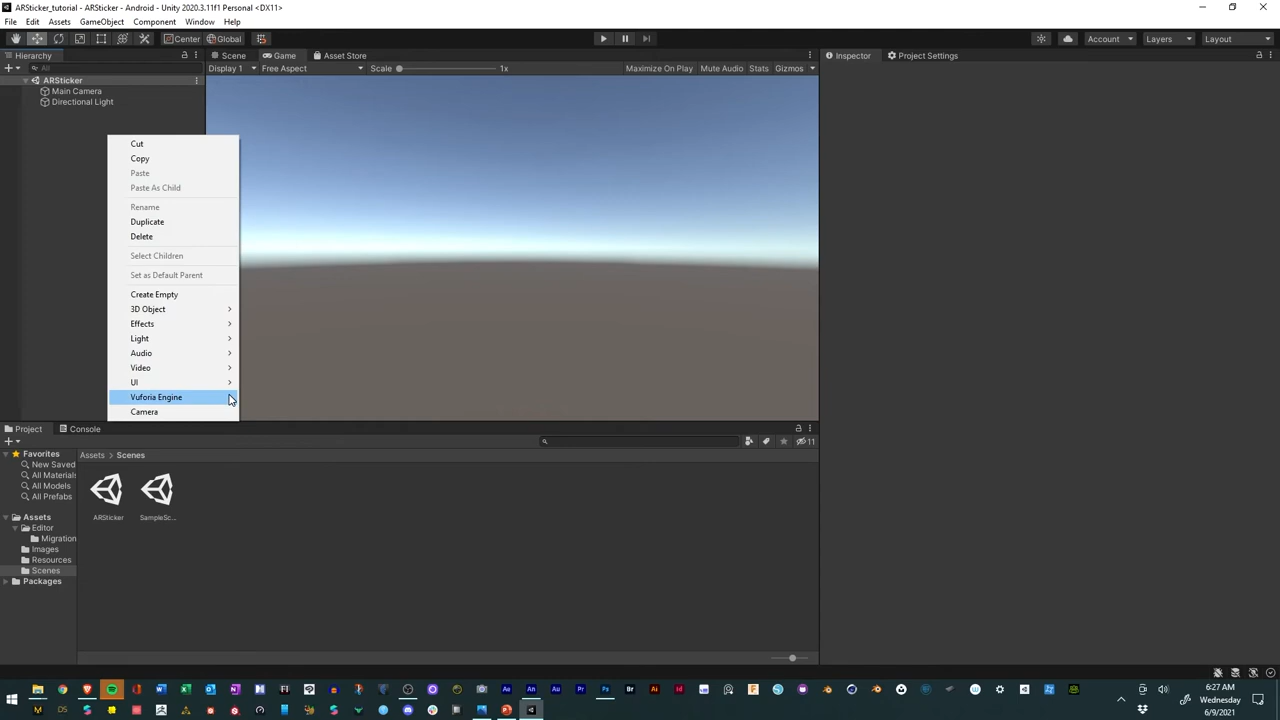 ARSticker_tutorial - ARSticker - Android - Unity 2020.3.11f1 Personal <DX11>
File Edit Assets GameObject Component Window Help
Center Global Account Layers Layout
Hierarchy Scene Game Asset Store Inspector Project Settings
All Display 1 Free Aspect Scale 1x Maximize On Play Mute Audio Stats Gizmos
ARSticker
Main Camera
Directional Light
Cut
Copy
Paste
Paste As Child
Rename
Duplicate
Delete
Select Children
Set as Default Parent
Create Empty
3D Object
Effects
Light
Audio
Video
UI
Vuforia Engine
Camera
Project Console
11
Favorites
New Saved
All Materials
All Models
All Prefabs
Assets
Editor
Migration
Images
Resources
Scenes
Packages
Assets > Scenes
ARSticker SampleSc...
6:27 AM
Wednesday
6/9/2021